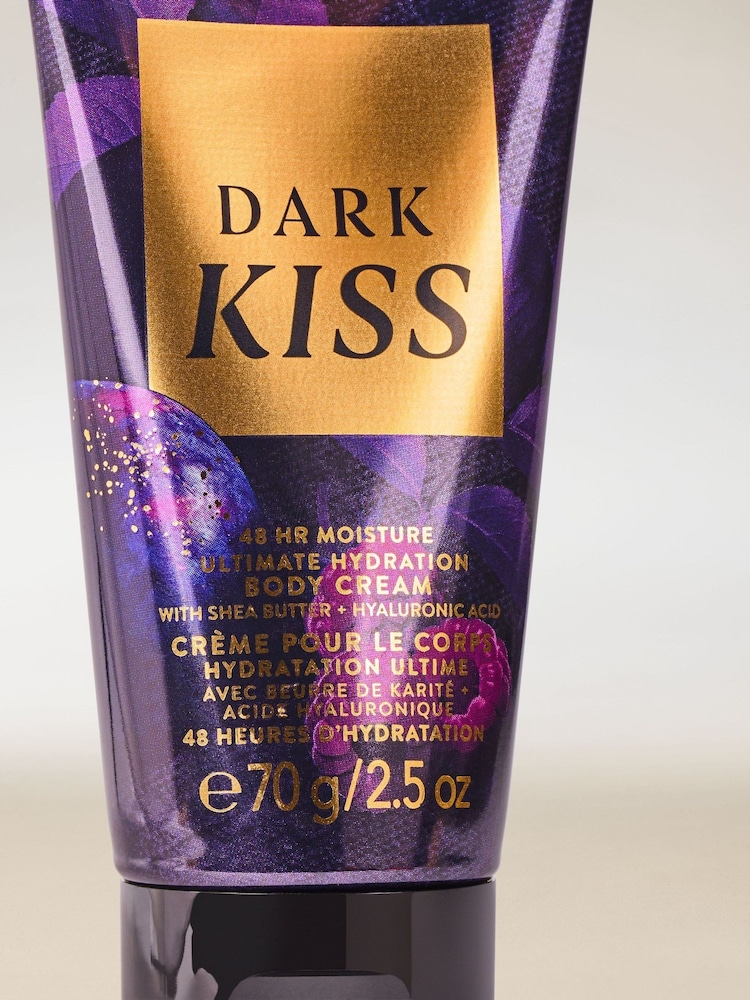 DARK
KISS
48 HR MOISTURE
ULTIMATE HYDRATION
BODY CREAM
WITH SHEA BUTTER + HYALURONIC ACID
CRÈME POUR LE CORPS
HYDRATATION ULTIME
AVEC BEURRE DE KARITÉ +
ACIDE HYALURONIQUE
48 HEURES D'HYDRATATION
℮ 70 g/2.5 oz